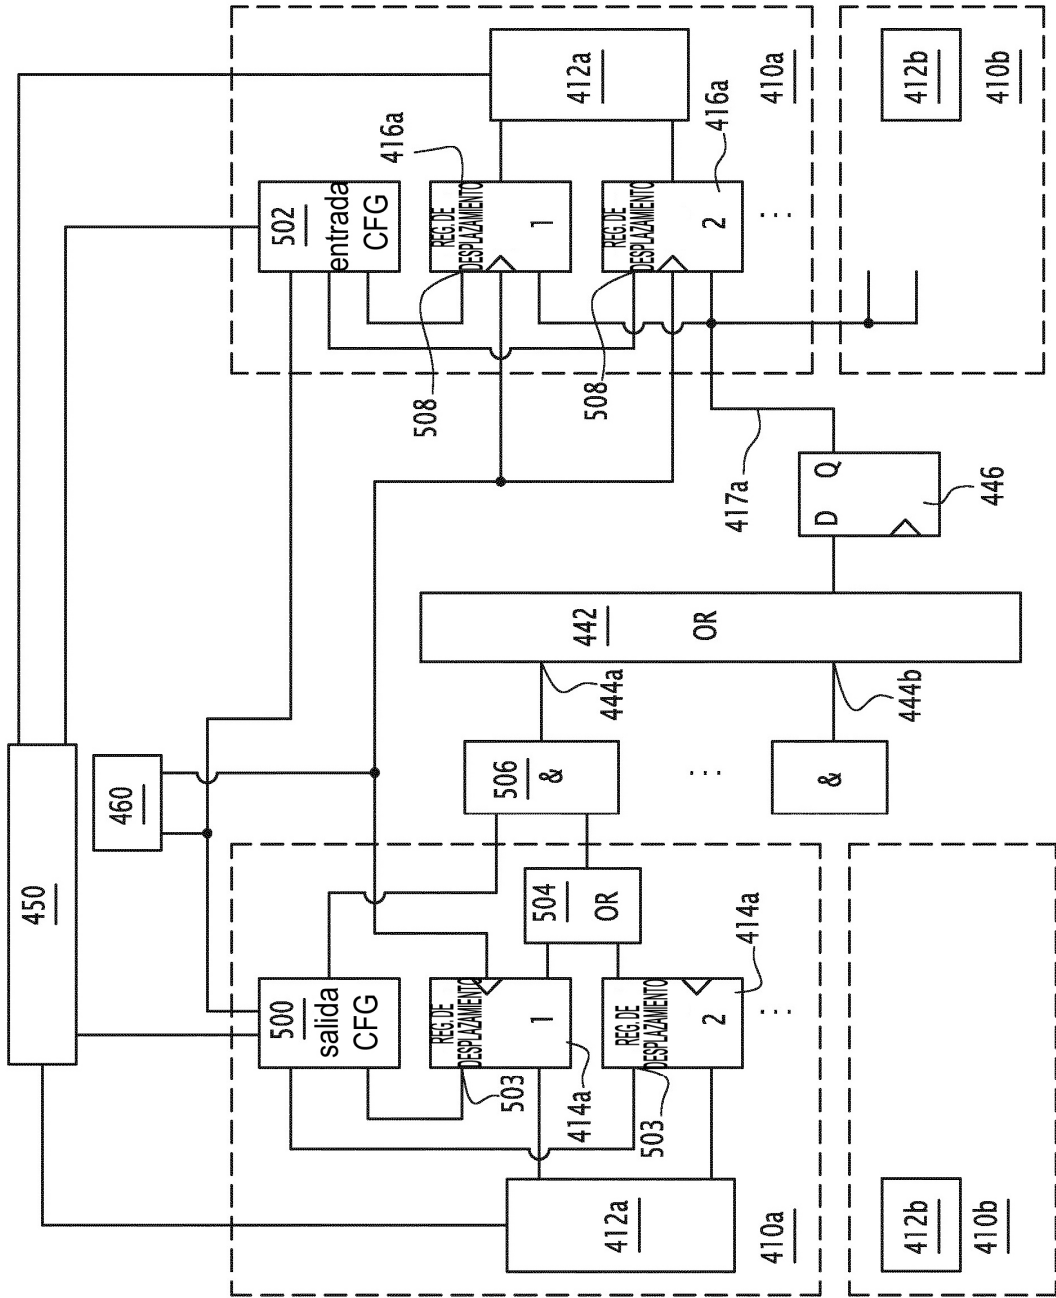 450
460
500
salida
CFG
REG. DE
DESPLAZAMIENTO
1
REG. DE
DESPLAZAMIENTO
2
...
503
503
414a
414a
412a
410a
504
OR
506
&
...
&
444a
444b
442
OR
D Q
446
417a
502
entrada
CFG
REG. DE
DESPLAZAMIENTO
1
REG. DE
DESPLAZAMIENTO
2
...
508
508
416a
416a
412a
410a
412b
410b
412b
410b